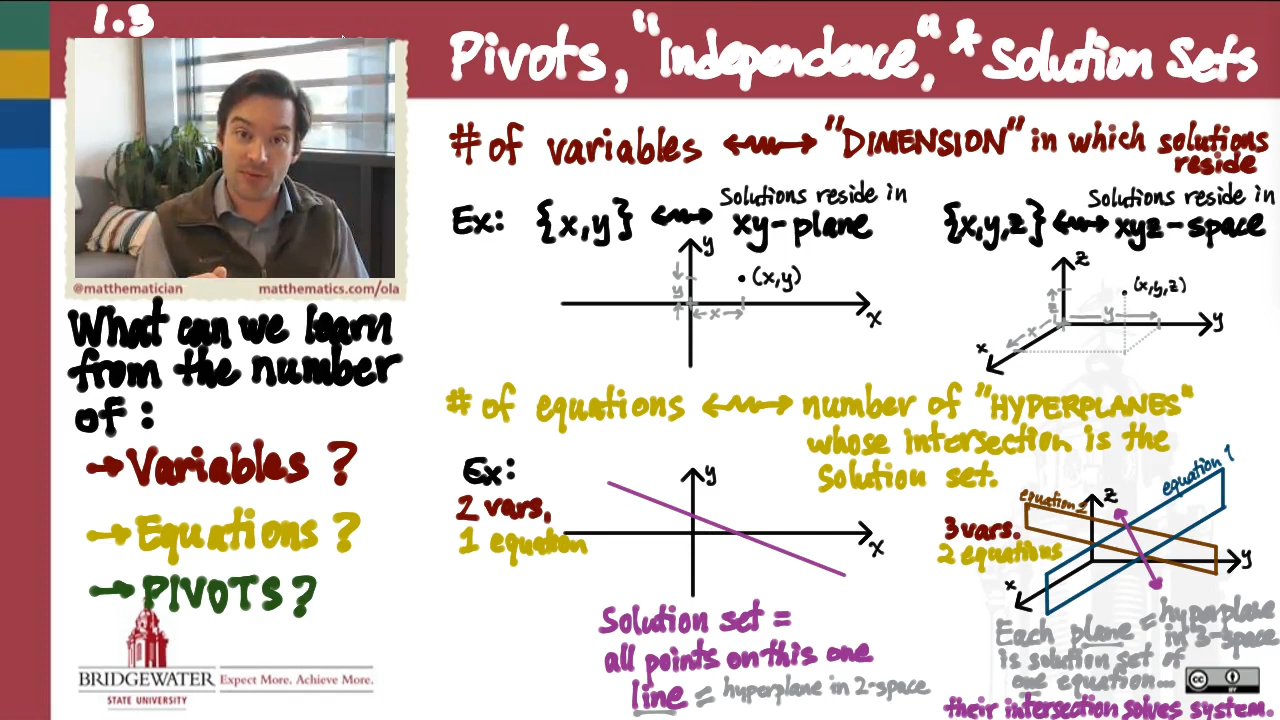 1.3
Pivots, "Independence," & Solution Sets
@matthematician matthematics.com/ola
What can we learn
from the number
of :
→ Variables ?
→ Equations ?
→ PIVOTS ?
BRIDGEWATER
STATE UNIVERSITY
Expect More. Achieve More.
# of variables ↔ "DIMENSION" in which solutions
reside
Ex: {x,y} ↔ Solutions reside in
xy-plane
y
(x,y)
y
x
x
{x,y,z} ↔ Solutions reside in
xyz-space
z
(x,y,z)
z
y
x
y
x
# of equations ↔ number of "HYPERPLANES"
whose intersection is the
solution set.
Ex:
2 vars,
1 equation
y
x
Solution set =
all points on this one
line = hyperplane in 2-space
3 vars.
2 equations
equation 2
equation 1
z
y
x
Each plane = hyperplane
in 3-space
is solution set of
one equation...
their intersection solves system.
CC BY